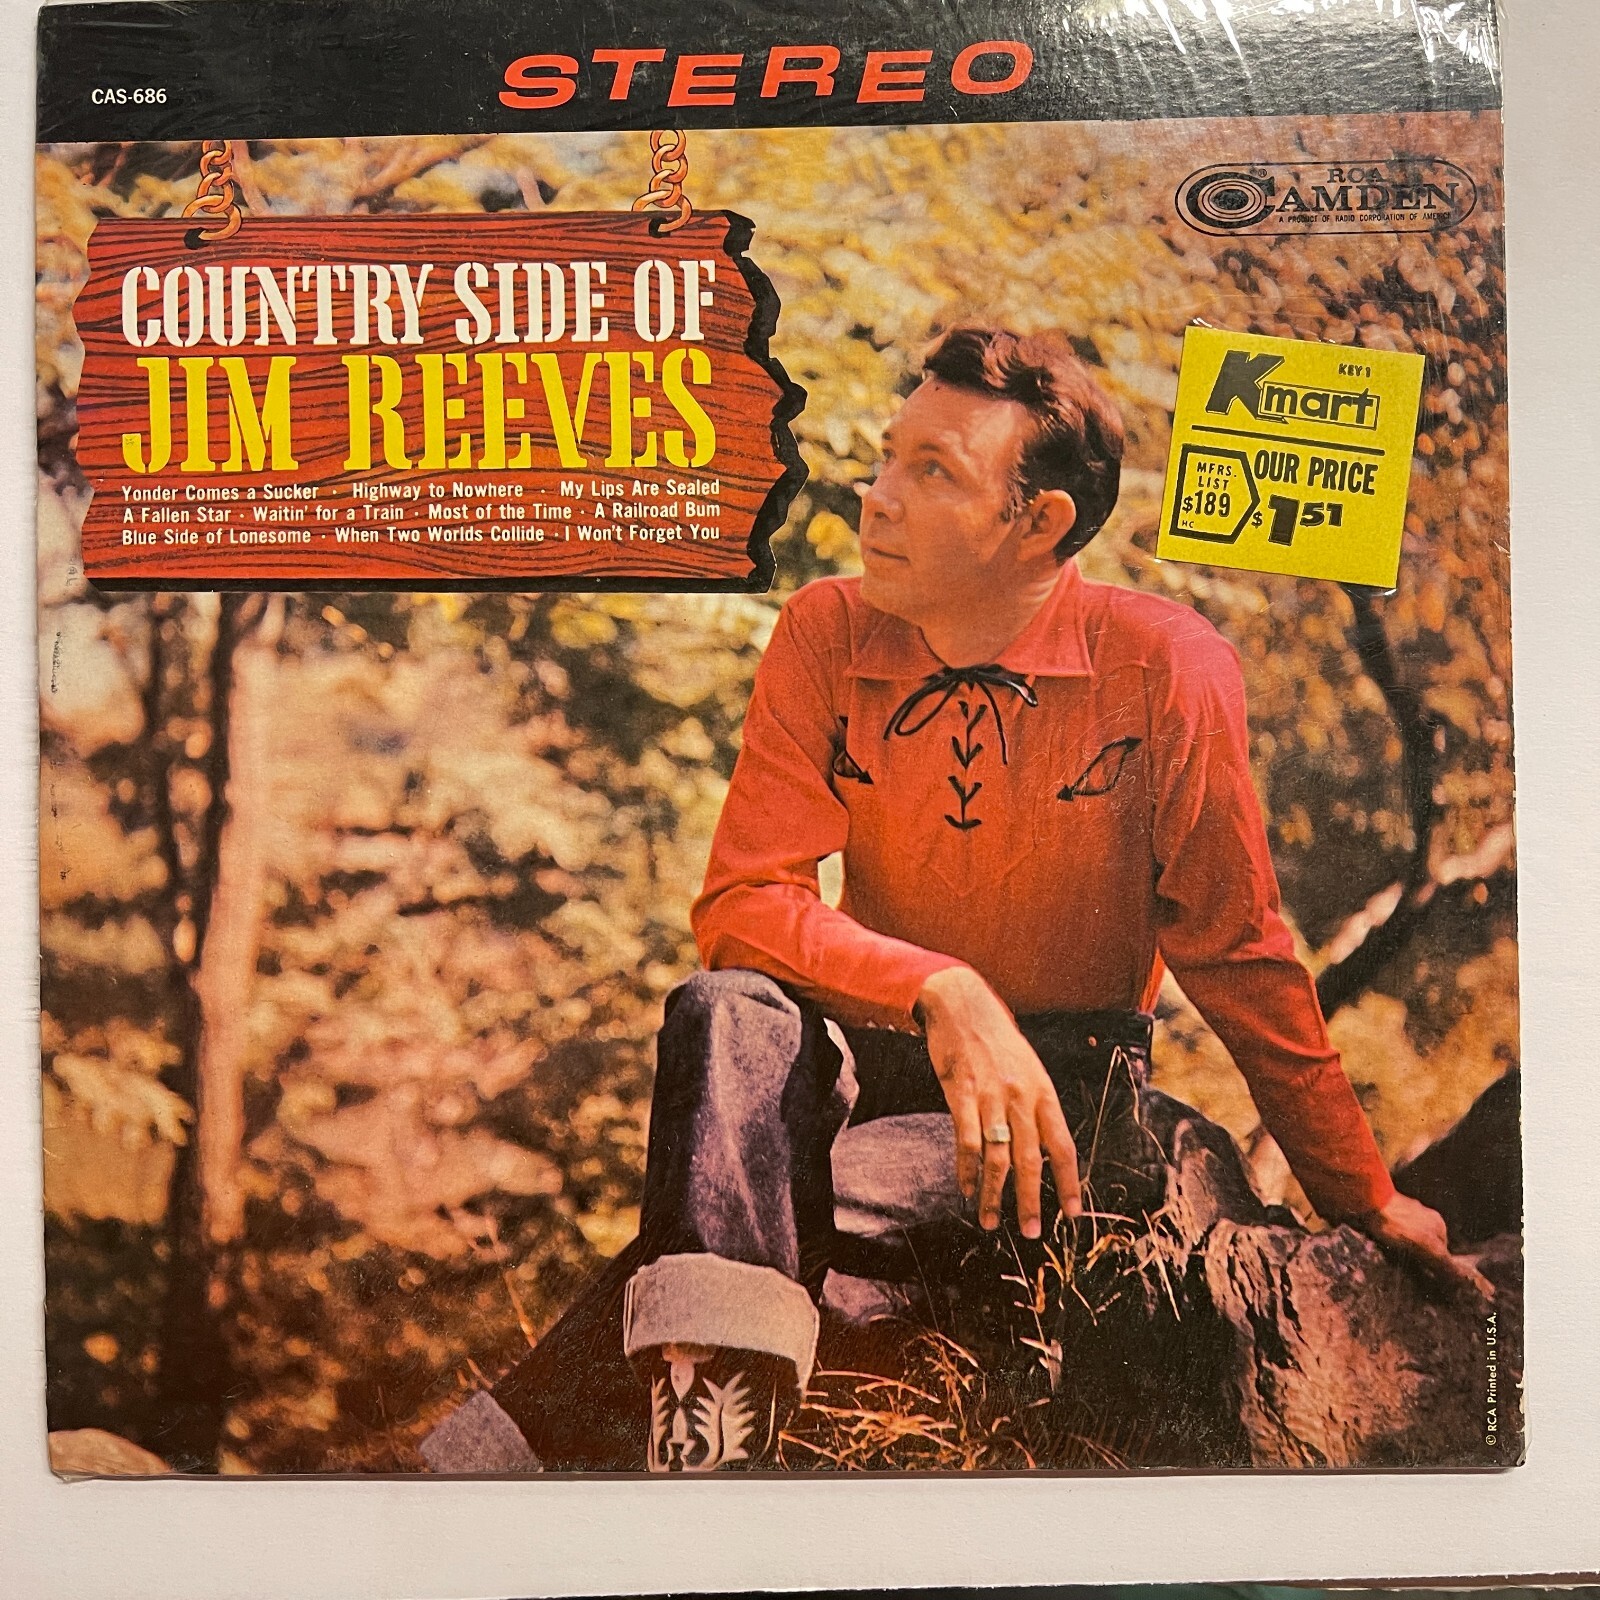 STEREO
CAS-686
RCA
CAMDEN
®
A PRODUCT OF RADIO CORPORATION OF AMERICA
COUNTRY SIDE OF
JIM REEVES
Yonder Comes a Sucker · Highway to Nowhere · My Lips Are Sealed
A Fallen Star · Waitin' for a Train · Most of the Time · A Railroad Bum
Blue Side of Lonesome · When Two Worlds Collide · I Won't Forget You
KEY 1
Kmart
MFRS.
LIST
$189
HC
OUR PRICE
$151
© RCA Printed in U.S.A.